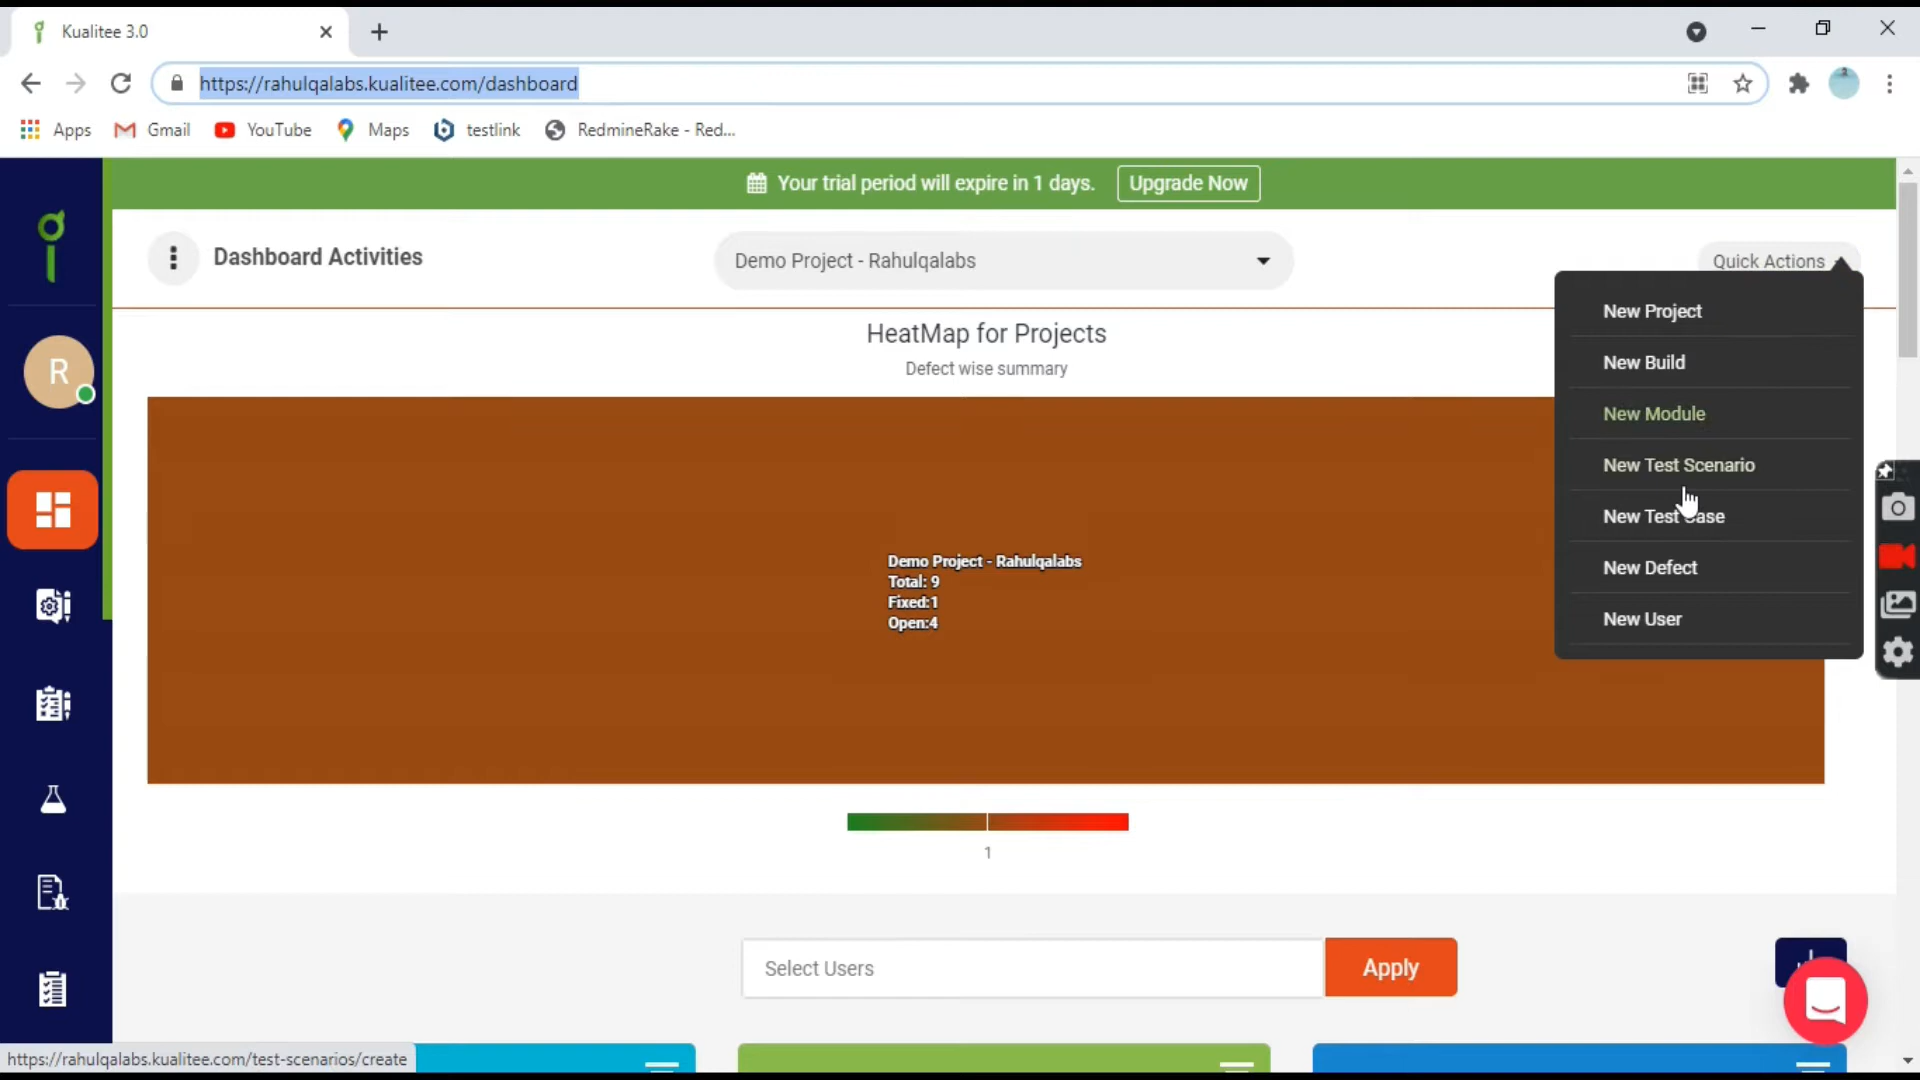 Kualitee 3.0
https://rahulqalabs.kualitee.com/dashboard
Apps Gmail YouTube Maps testlink RedmineRake - Red...
Your trial period will expire in 1 days. Upgrade Now
Dashboard Activities
Demo Project - Rahulqalabs
Quick Actions
HeatMap for Projects
Defect wise summary
New Project
New Build
New Module
New Test Scenario
New Test Case
New Defect
New User
R
Demo Project - Rahulqalabs
Total: 9
Fixed:1
Open:4
1
Select Users
Apply
https://rahulqalabs.kualitee.com/test-scenarios/create